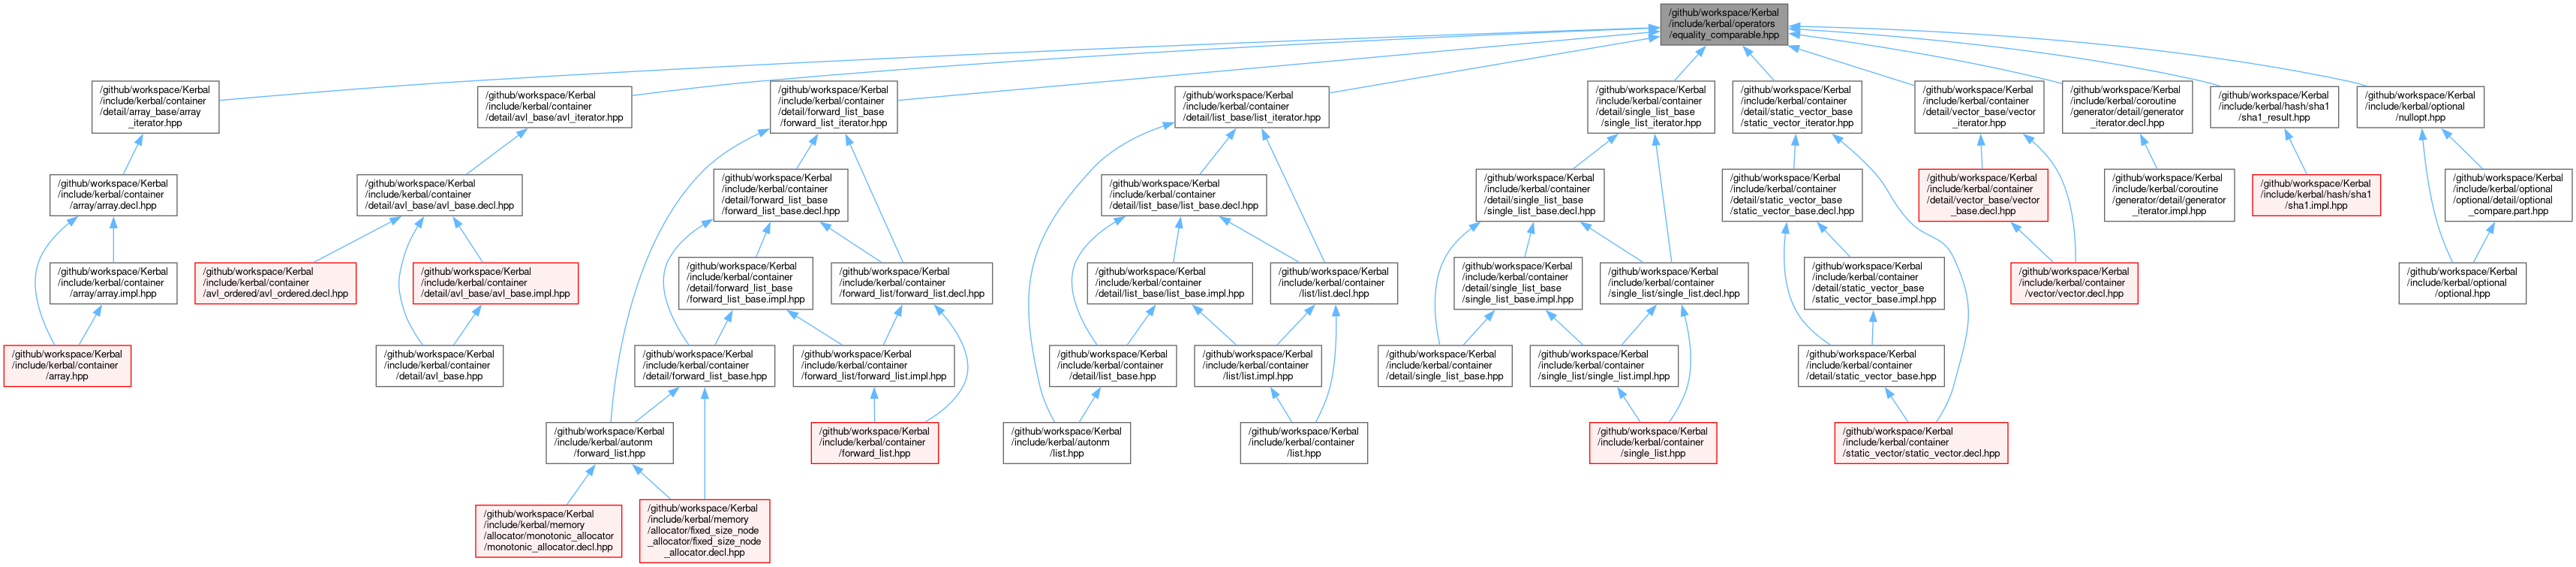 /github/workspace/Kerbal
/include/kerbal/operators
/equality_comparable.hpp
/github/workspace/Kerbal
/include/kerbal/container
/detail/array_base/array
_iterator.hpp
/github/workspace/Kerbal
/include/kerbal/container
/detail/avl_base/avl_iterator.hpp
/github/workspace/Kerbal
/include/kerbal/container
/detail/forward_list_base
/forward_list_iterator.hpp
/github/workspace/Kerbal
/include/kerbal/container
/detail/list_base/list_iterator.hpp
/github/workspace/Kerbal
/include/kerbal/container
/detail/single_list_base
/single_list_iterator.hpp
/github/workspace/Kerbal
/include/kerbal/container
/detail/static_vector_base
/static_vector_iterator.hpp
/github/workspace/Kerbal
/include/kerbal/container
/detail/vector_base/vector
_iterator.hpp
/github/workspace/Kerbal
/include/kerbal/coroutine
/generator/detail/generator
_iterator.decl.hpp
/github/workspace/Kerbal
/include/kerbal/hash/sha1
/sha1_result.hpp
/github/workspace/Kerbal
/include/kerbal/optional
/nullopt.hpp
/github/workspace/Kerbal
/include/kerbal/container
/array/array.decl.hpp
/github/workspace/Kerbal
/include/kerbal/container
/detail/avl_base/avl_base.decl.hpp
/github/workspace/Kerbal
/include/kerbal/container
/detail/forward_list_base
/forward_list_base.decl.hpp
/github/workspace/Kerbal
/include/kerbal/container
/detail/list_base/list_base.decl.hpp
/github/workspace/Kerbal
/include/kerbal/container
/detail/single_list_base
/single_list_base.decl.hpp
/github/workspace/Kerbal
/include/kerbal/container
/detail/static_vector_base
/static_vector_base.decl.hpp
/github/workspace/Kerbal
/include/kerbal/container
/detail/vector_base/vector
_base.decl.hpp
/github/workspace/Kerbal
/include/kerbal/coroutine
/generator/detail/generator
_iterator.impl.hpp
/github/workspace/Kerbal
/include/kerbal/hash/sha1
/sha1.impl.hpp
/github/workspace/Kerbal
/include/kerbal/optional
/optional/detail/optional
_compare.part.hpp
/github/workspace/Kerbal
/include/kerbal/container
/array/array.impl.hpp
/github/workspace/Kerbal
/include/kerbal/container
/avl_ordered/avl_ordered.decl.hpp
/github/workspace/Kerbal
/include/kerbal/container
/detail/avl_base/avl_base.impl.hpp
/github/workspace/Kerbal
/include/kerbal/container
/detail/forward_list_base
/forward_list_base.impl.hpp
/github/workspace/Kerbal
/include/kerbal/container
/forward_list/forward_list.decl.hpp
/github/workspace/Kerbal
/include/kerbal/container
/detail/list_base/list_base.impl.hpp
/github/workspace/Kerbal
/include/kerbal/container
/list/list.decl.hpp
/github/workspace/Kerbal
/include/kerbal/container
/detail/single_list_base
/single_list_base.impl.hpp
/github/workspace/Kerbal
/include/kerbal/container
/single_list/single_list.decl.hpp
/github/workspace/Kerbal
/include/kerbal/container
/detail/static_vector_base
/static_vector_base.impl.hpp
/github/workspace/Kerbal
/include/kerbal/container
/vector/vector.decl.hpp
/github/workspace/Kerbal
/include/kerbal/optional
/optional.hpp
/github/workspace/Kerbal
/include/kerbal/container
/array.hpp
/github/workspace/Kerbal
/include/kerbal/container
/detail/avl_base.hpp
/github/workspace/Kerbal
/include/kerbal/container
/detail/forward_list_base.hpp
/github/workspace/Kerbal
/include/kerbal/container
/forward_list/forward_list.impl.hpp
/github/workspace/Kerbal
/include/kerbal/container
/detail/list_base.hpp
/github/workspace/Kerbal
/include/kerbal/container
/list/list.impl.hpp
/github/workspace/Kerbal
/include/kerbal/container
/detail/single_list_base.hpp
/github/workspace/Kerbal
/include/kerbal/container
/single_list/single_list.impl.hpp
/github/workspace/Kerbal
/include/kerbal/container
/detail/static_vector_base.hpp
/github/workspace/Kerbal
/include/kerbal/autonm
/forward_list.hpp
/github/workspace/Kerbal
/include/kerbal/container
/forward_list.hpp
/github/workspace/Kerbal
/include/kerbal/autonm
/list.hpp
/github/workspace/Kerbal
/include/kerbal/container
/list.hpp
/github/workspace/Kerbal
/include/kerbal/container
/single_list.hpp
/github/workspace/Kerbal
/include/kerbal/container
/static_vector/static_vector.decl.hpp
/github/workspace/Kerbal
/include/kerbal/memory
/allocator/monotonic_allocator
/monotonic_allocator.decl.hpp
/github/workspace/Kerbal
/include/kerbal/memory
/allocator/fixed_size_node
_allocator/fixed_size_node
_allocator.decl.hpp